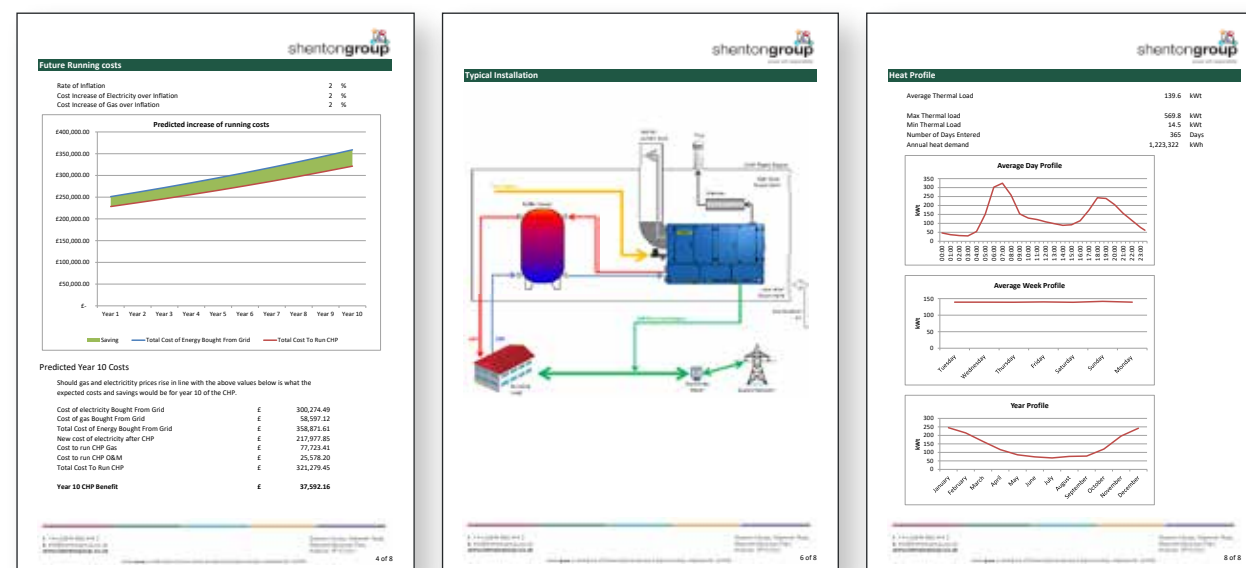 shentongroup
Future Running costs
Rate of Inflation 2 %
Cost Increase of Electricity over Inflation 2 %
Cost Increase of Gas over Inflation 2 %
Predicted increase of running costs
£400,000.00
£350,000.00
£300,000.00
£250,000.00
£200,000.00
£150,000.00
£100,000.00
£50,000.00
£-
Year 1 Year 2 Year 3 Year 4 Year 5 Year 6 Year 7 Year 8 Year 9 Year 10
Saving Total Cost of Energy Bought From Grid Total Cost To Run CHP
Predicted Year 10 Costs
Should gas and electricitity prices rise in line with the above values below is what the
expected costs and savings would be for year 10 of the CHP.
Cost of electricity Bought From Grid £ 300,274.49
Cost of gas Bought From Grid £ 58,597.12
Total Cost of Energy Bought From Grid £ 358,871.61
New cost of electricity after CHP £ 217,977.85
Cost to run CHP Gas £ 77,723.41
Cost to run CHP O&M £ 25,578.20
Total Cost To Run CHP £ 321,279.45
Year 10 CHP Benefit £ 37,592.16
4 of 8
shentongroup
Typical Installation
6 of 8
shentongroup
Heat Profile
Average Thermal Load 139.6 kWt
Max Thermal load 569.8 kWt
Min Thermal Load 14.5 kWt
Number of Days Entered 365 Days
Annual heat demand 1,223,322 kWh
Average Day Profile
kWt
350
300
250
200
150
100
50
0
00:00 01:00 02:00 03:00 04:00 05:00 06:00 07:00 08:00 09:00 10:00 11:00 12:00 13:00 14:00 15:00 16:00 17:00 18:00 19:00 20:00 21:00 22:00 23:00
Average Week Profile
kWt
150
100
50
0
Tuesday Wednesday Thursday Friday Saturday Sunday Monday
Year Profile
kWt
300
250
200
150
100
50
0
January February March April May June July August September October November December
8 of 8